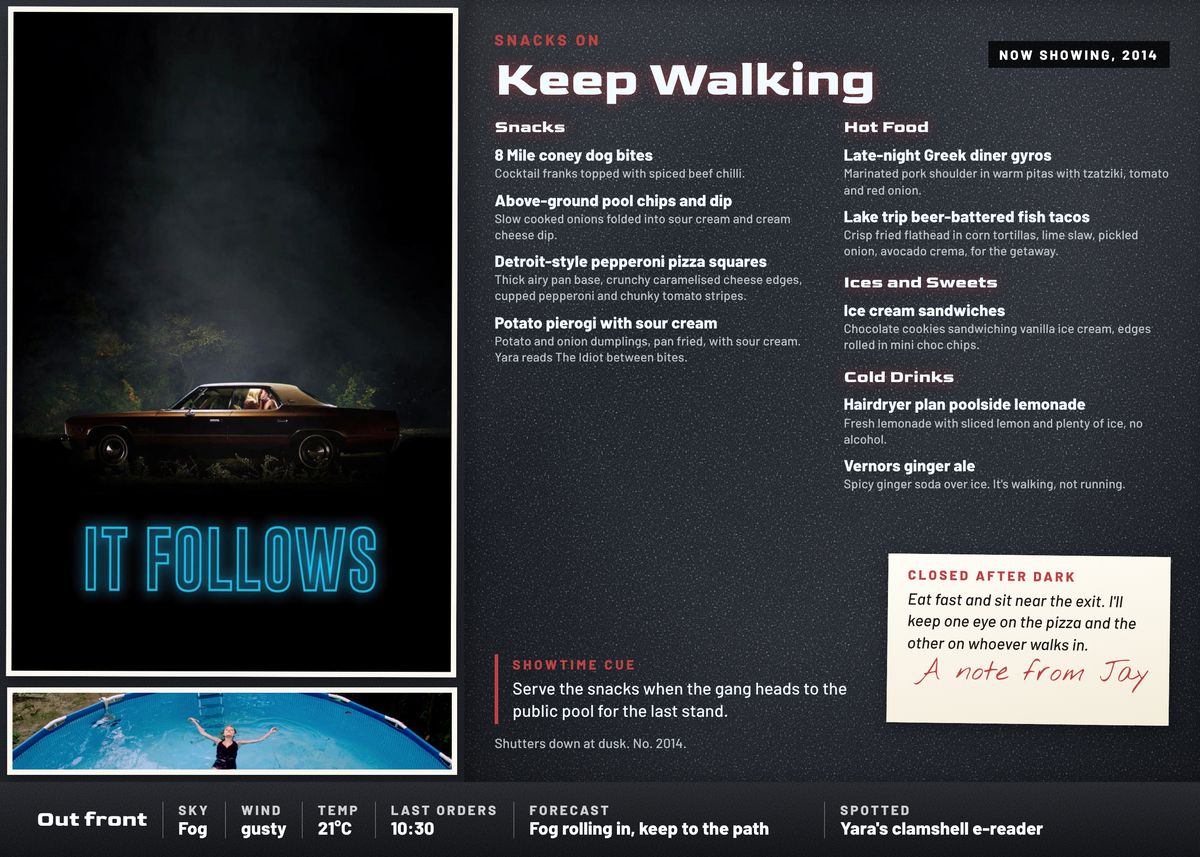 IT FOLLOWS
SNACKS ON
Keep Walking
NOW SHOWING, 2014
Snacks
8 Mile coney dog bites
Cocktail franks topped with spiced beef chilli.
Above-ground pool chips and dip
Slow cooked onions folded into sour cream and cream
cheese dip.
Detroit-style pepperoni pizza squares
Thick airy pan base, crunchy caramelised cheese edges,
cupped pepperoni and chunky tomato stripes.
Potato pierogi with sour cream
Potato and onion dumplings, pan fried, with sour cream.
Yara reads The Idiot between bites.
Hot Food
Late-night Greek diner gyros
Marinated pork shoulder in warm pitas with tzatziki, tomato
and red onion.
Lake trip beer-battered fish tacos
Crisp fried flathead in corn tortillas, lime slaw, pickled
onion, avocado crema, for the getaway.
Ices and Sweets
Ice cream sandwiches
Chocolate cookies sandwiching vanilla ice cream, edges
rolled in mini choc chips.
Cold Drinks
Hairdryer plan poolside lemonade
Fresh lemonade with sliced lemon and plenty of ice, no
alcohol.
Vernors ginger ale
Spicy ginger soda over ice. It's walking, not running.
CLOSED AFTER DARK
Eat fast and sit near the exit. I'll
keep one eye on the pizza and the
other on whoever walks in.
A note from Jay
SHOWTIME CUE
Serve the snacks when the gang heads to the
public pool for the last stand.
Shutters down at dusk. No. 2014.
Out front
SKY
Fog
WIND
gusty
TEMP
21°C
LAST ORDERS
10:30
FORECAST
Fog rolling in, keep to the path
SPOTTED
Yara's clamshell e-reader